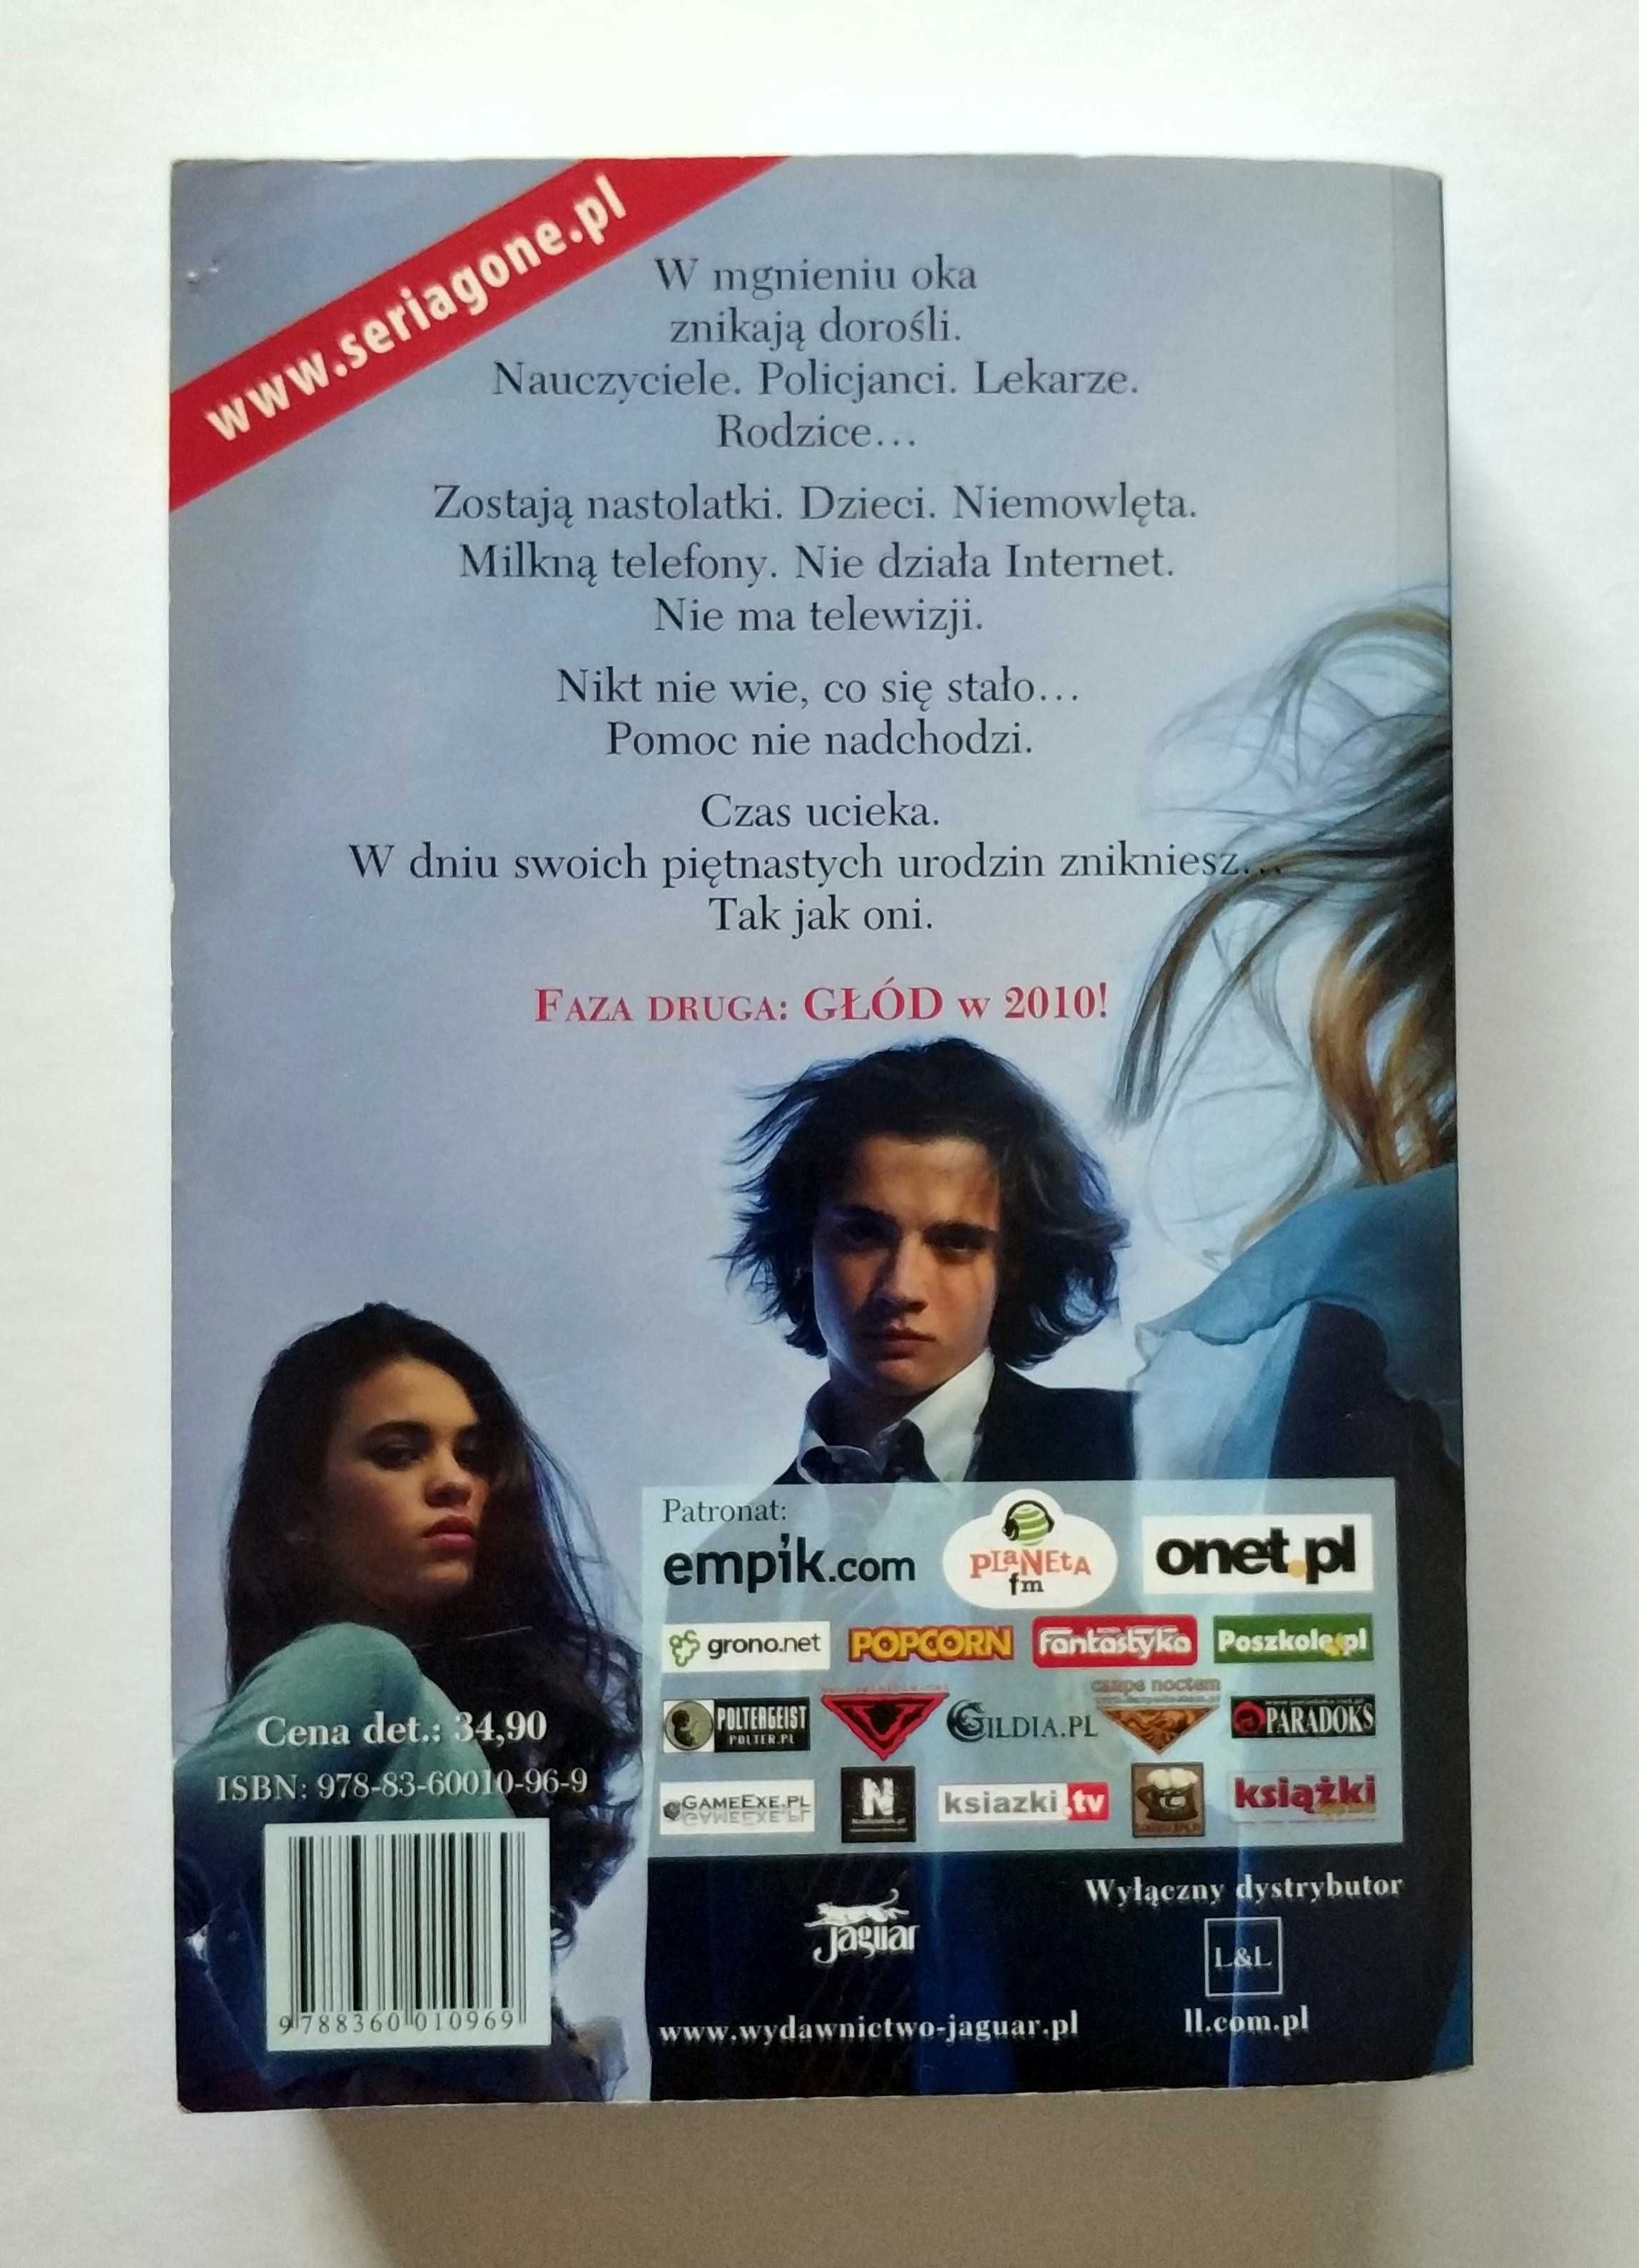 www.seriagone.pl
W mgnieniu oka
znikają dorośli.
Nauczyciele. Policjanci. Lekarze.
Rodzice...
Zostają nastolatki. Dzieci. Niemowlęta.
Milkną telefony. Nie działa Internet.
Nie ma telewizji.
Nikt nie wie, co się stało...
Pomoc nie nadchodzi.
Czas ucieka.
W dniu swoich piętnastych urodzin znikniesz...
Tak jak oni.
FAZA DRUGA: GŁÓD w 2010!
Patronat:
empik.com PLaNEtA fm onet.pl
grono.net POPCORN Fantastyka Poszkole.pl
POLTERGEIST POLTER.PL GILDIA.PL carpe noctem PARADOKS
GAMEEXE.PL N ksiazki.tv książki
Cena det.: 34,90
ISBN: 978-83-60010-96-9
9 788360 010969
jaguar
www.wydawnictwo-jaguar.pl
Wyłączny dystrybutor
L&L
ll.com.pl